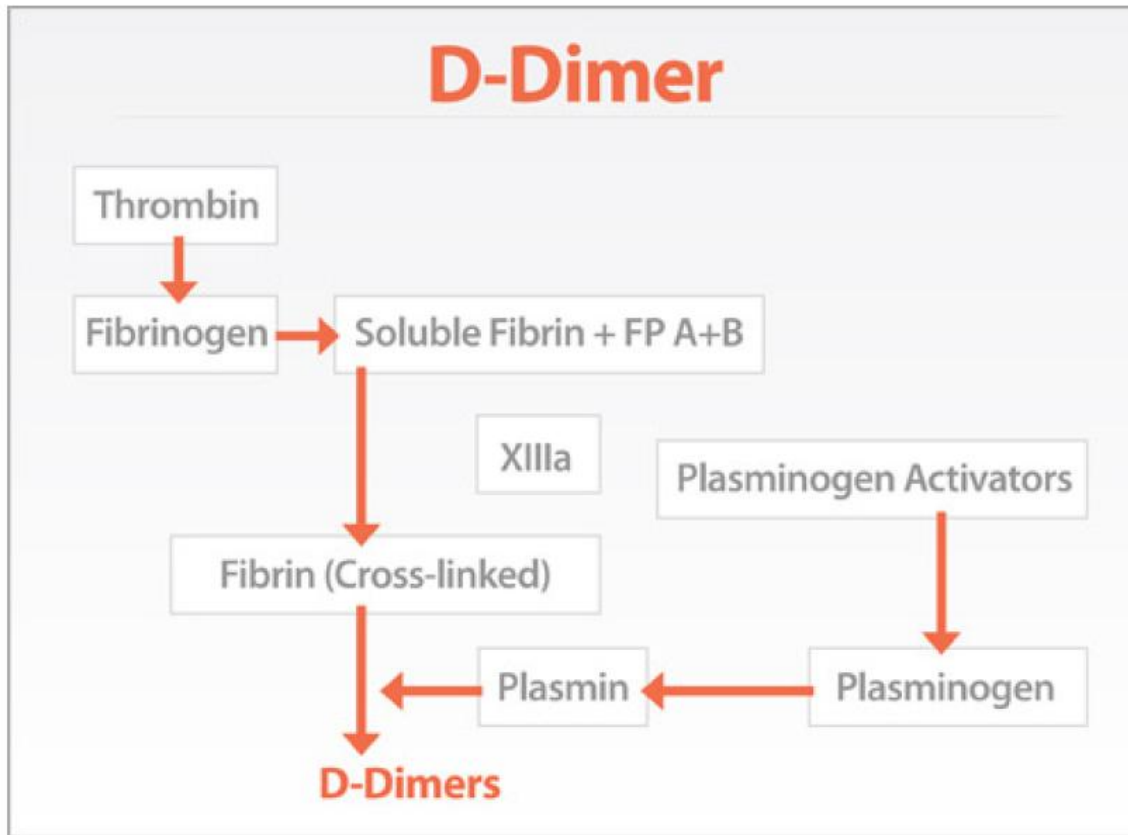 D-Dimer
Thrombin
Fibrinogen
Soluble Fibrin + FP A+B
XIIIa
Plasminogen Activators
Fibrin (Cross-linked)
Plasmin
Plasminogen
D-Dimers